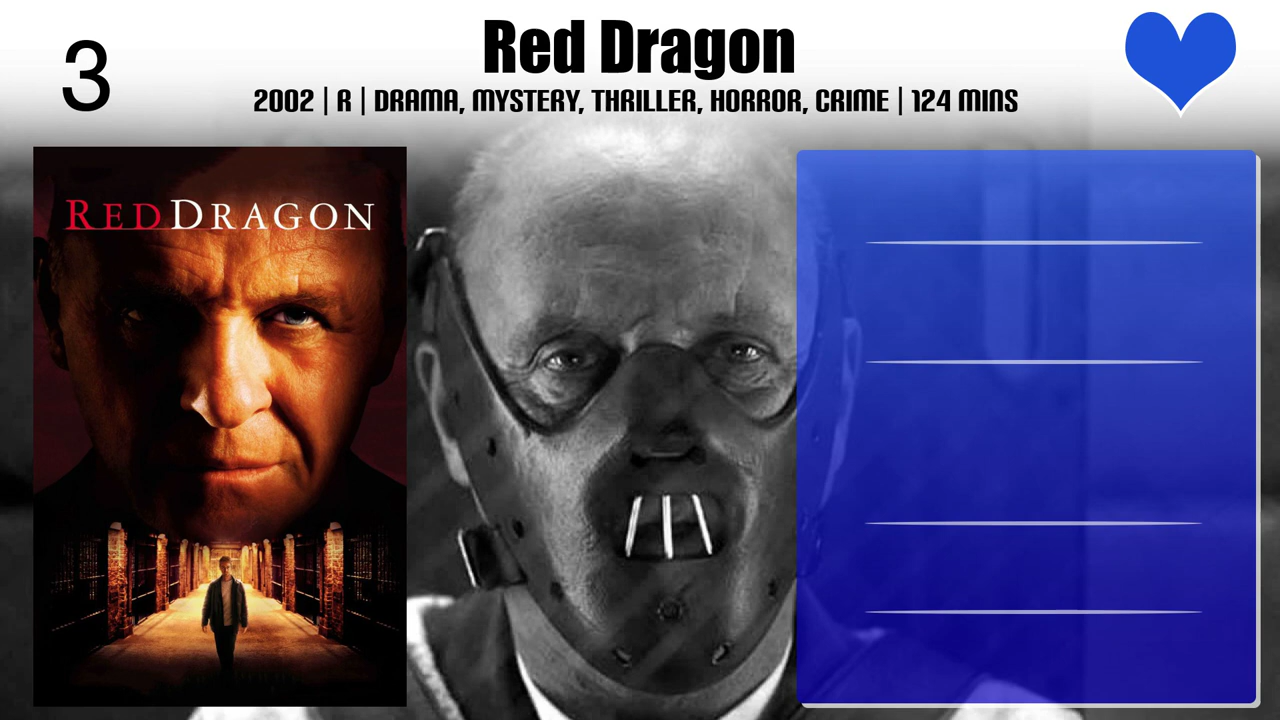 3
Red Dragon
2002 | R | DRAMA, MYSTERY, THRILLER, HORROR, CRIME | 124 MINS
RED DRAGON